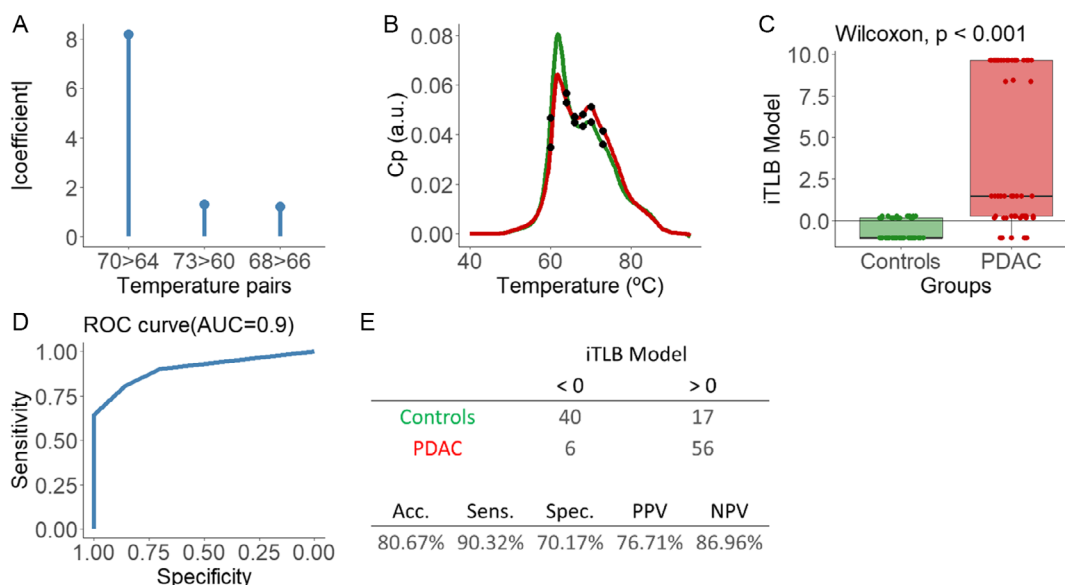 A
8
6
4
2
0
|coefficient|
70>64 73>60 68>66
Temperature pairs
B
0.08
0.06
0.04
0.02
0.00
Cp (a.u.)
40 60 80
Temperature (ºC)
C
Wilcoxon, p < 0.001
10.0
7.5
5.0
2.5
0.0
iTLB Model
Controls PDAC
Groups
D
ROC curve(AUC=0.9)
1.00
0.75
0.50
0.25
0.00
Sensitivity
1.00 0.75 0.50 0.25 0.00
Specificity
E
iTLB Model
< 0 > 0
Controls 40 17
PDAC 6 56
Acc. Sens. Spec. PPV NPV
80.67% 90.32% 70.17% 76.71% 86.96%